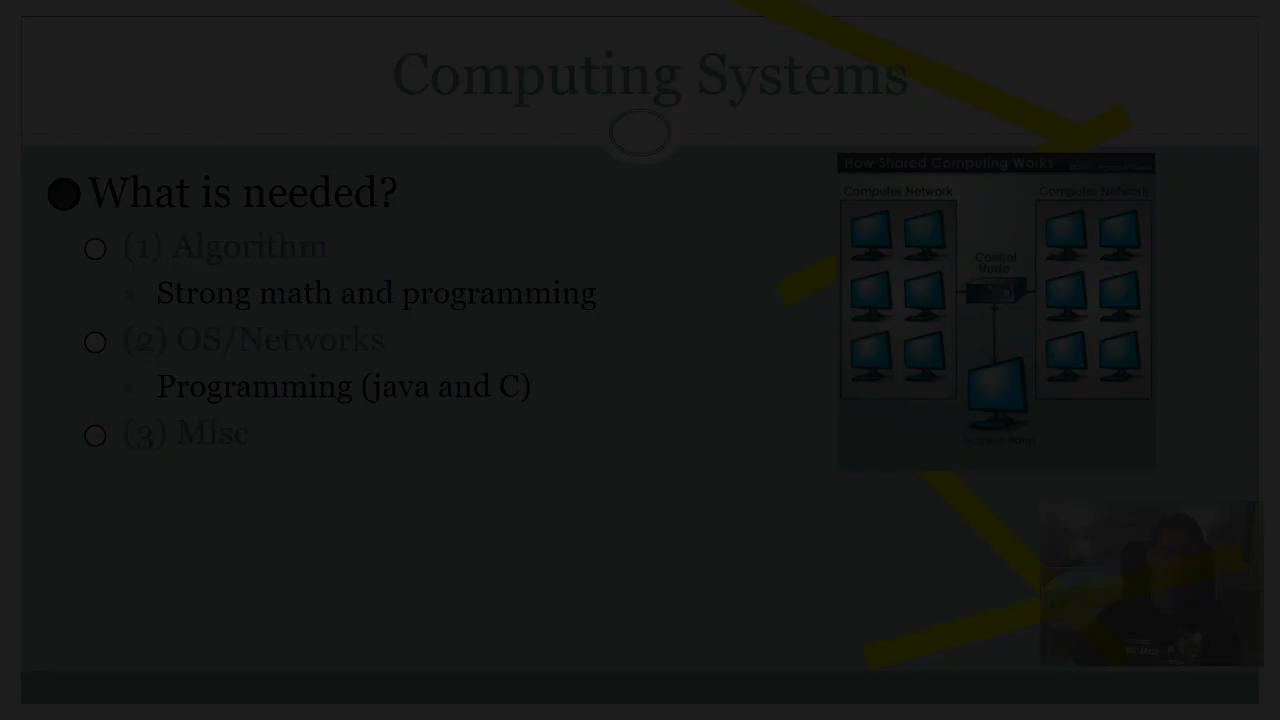 Computing Systems
What is needed?
(1) Algorithm
Strong math and programming
(2) OS/Networks
Programming (java and C)
(3) Misc
How Shared Computing Works
Computer Network
Computer Network
Control
Node